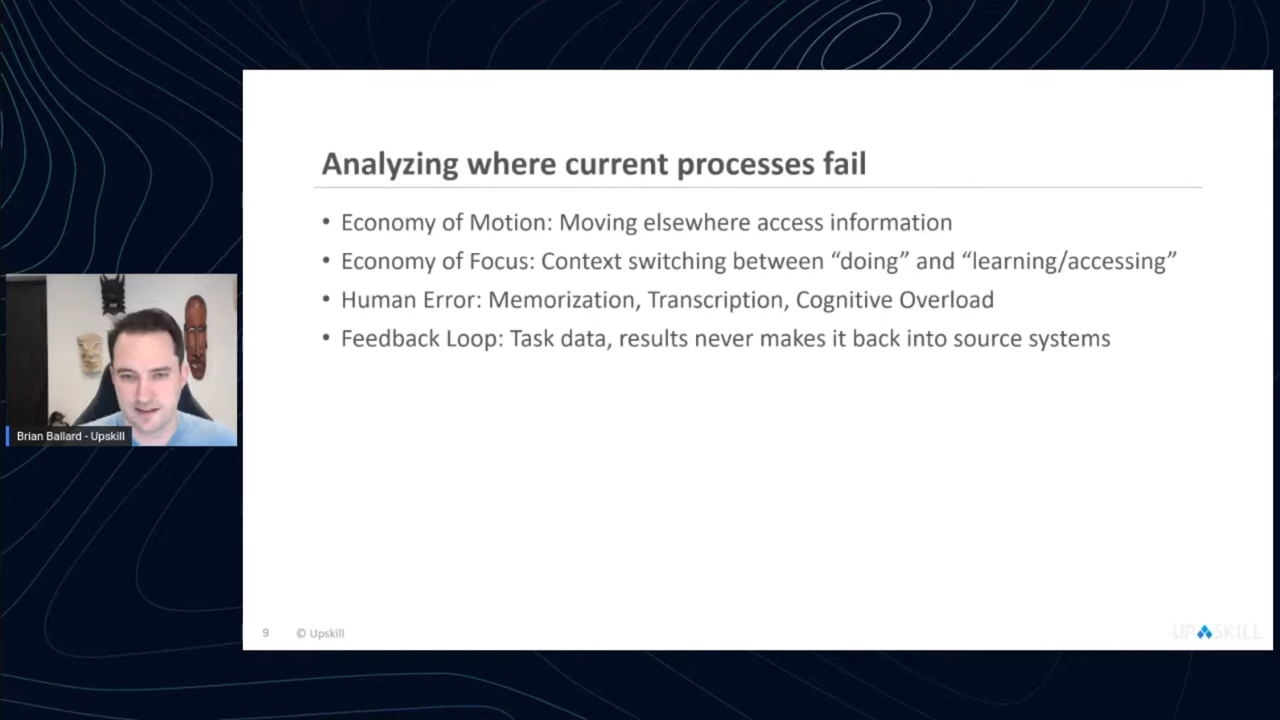 Analyzing where current processes fail
• Economy of Motion: Moving elsewhere access information
• Economy of Focus: Context switching between “doing” and “learning/accessing”
• Human Error: Memorization, Transcription, Cognitive Overload
• Feedback Loop: Task data, results never makes it back into source systems
Brian Ballard - Upskill
9 © Upskill
UPSKILL